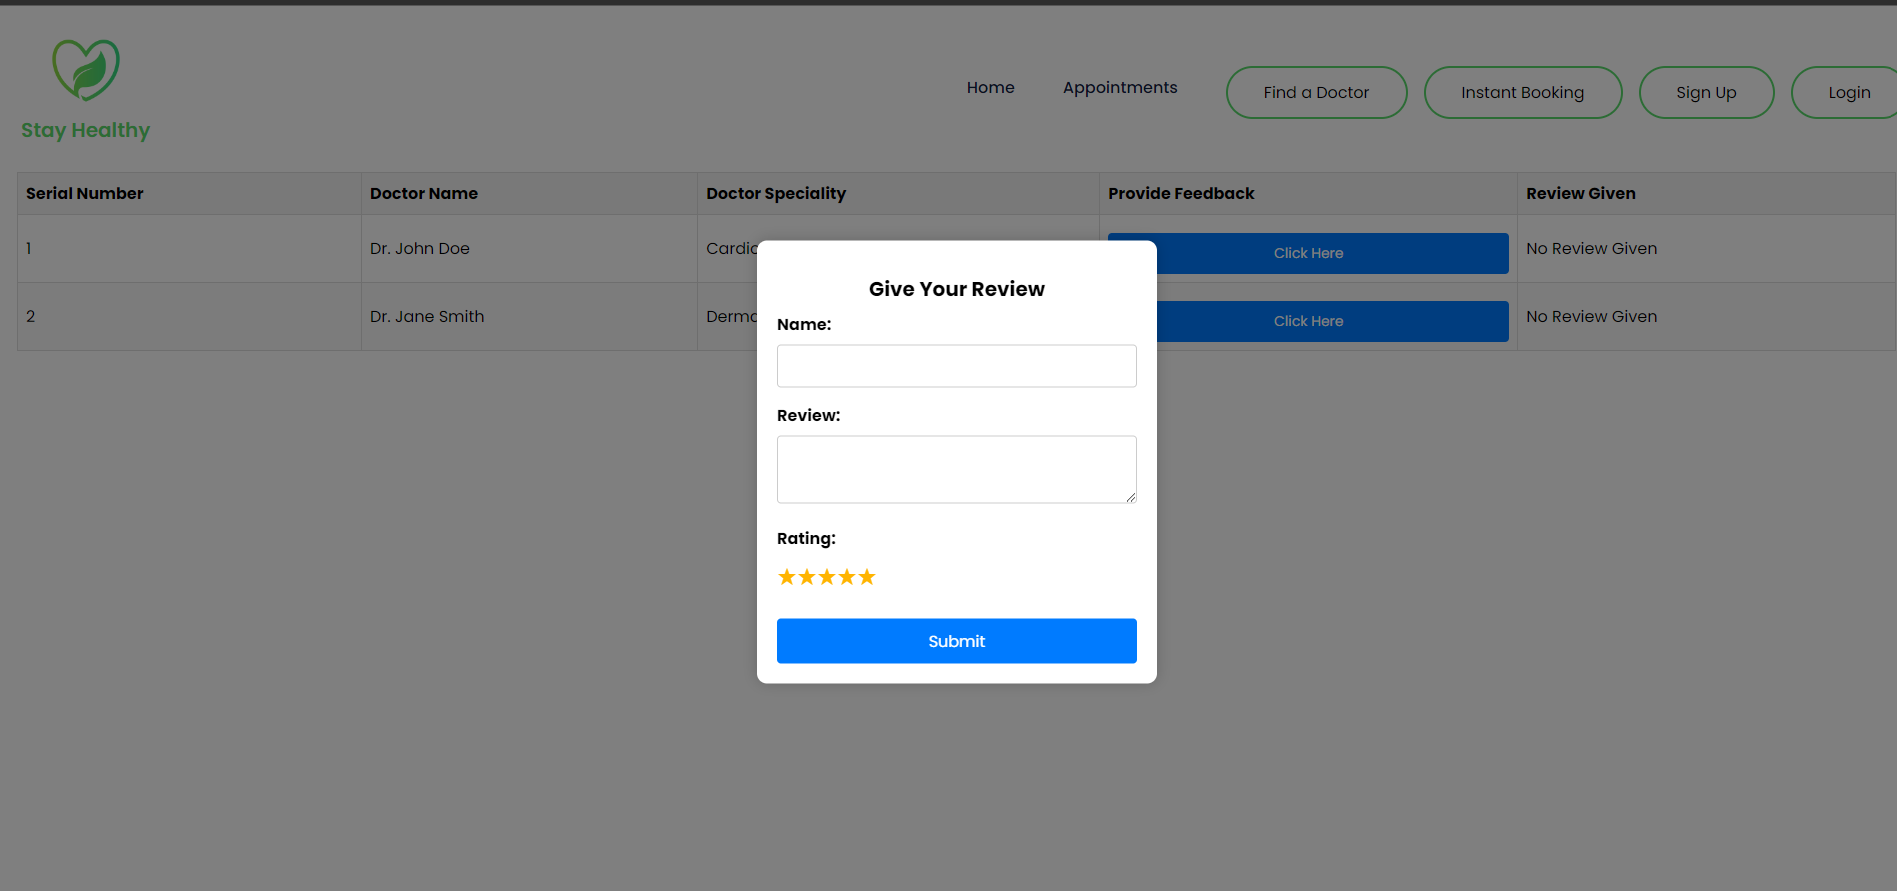 Stay Healthy
Home Appointments Find a Doctor Instant Booking Sign Up Login
Serial Number Doctor Name Doctor Speciality Provide Feedback Review Given
1 Dr. John Doe Click Here No Review Given
2 Dr. Jane Smith Click Here No Review Given
Give Your Review
Name:
Review:
Rating:
Submit